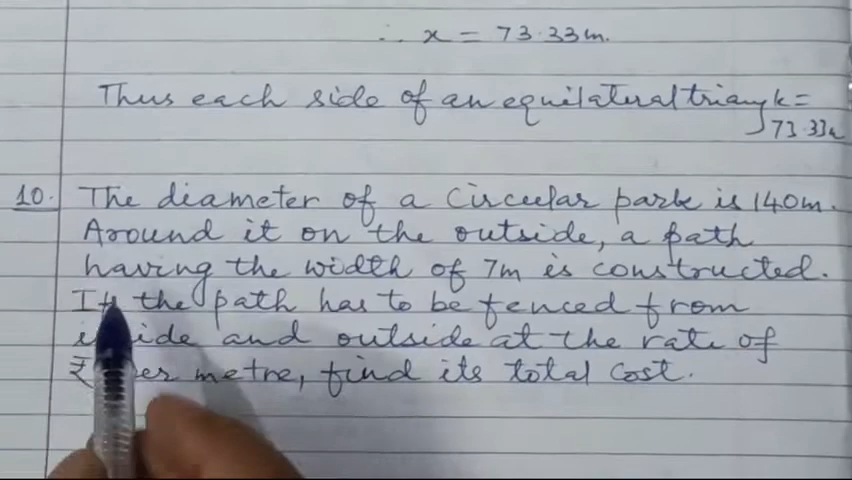 ∴ x = 73.33m.
Thus each side of an equilateral triangle =
73.33
10. The diameter of a circular park is 140m.
Around it on the outside, a path
having the width of 7m is constructed.
If the path has to be fenced from
and outside at the rate of
₹ metre, find its total cost.